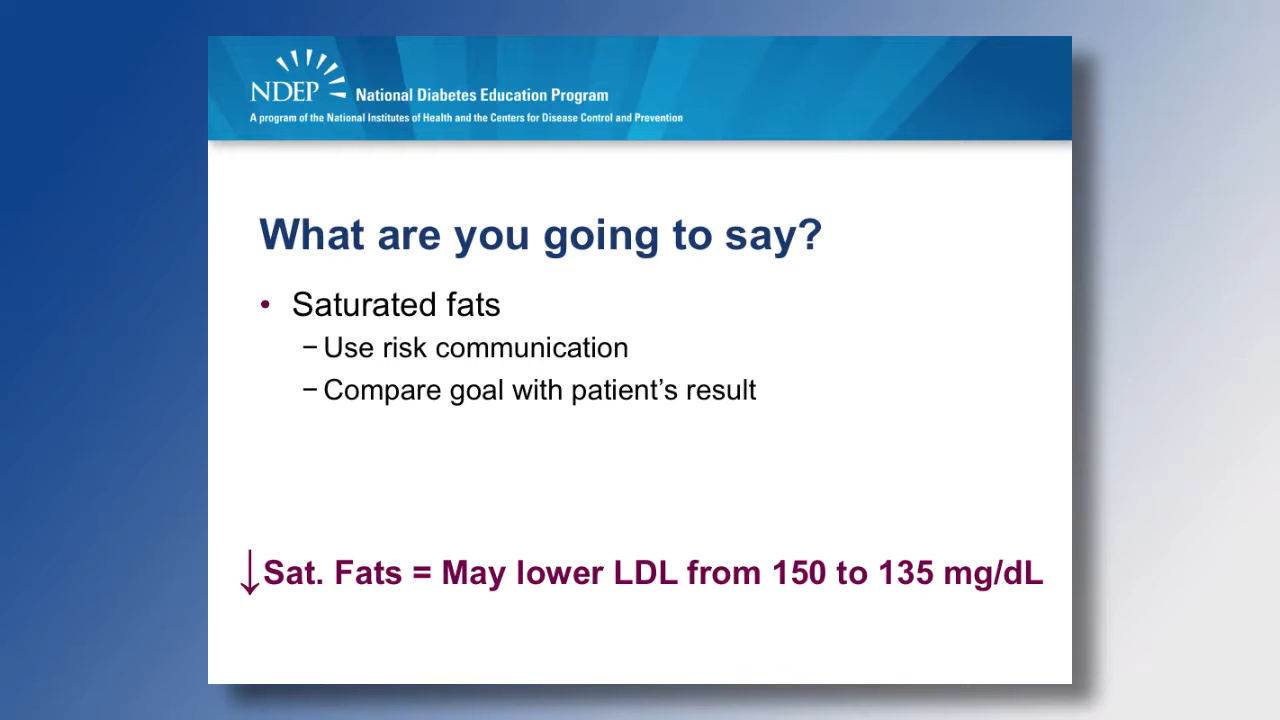 NDEP National Diabetes Education Program
A program of the National Institutes of Health and the Centers for Disease Control and Prevention
What are you going to say?
• Saturated fats
− Use risk communication
− Compare goal with patient’s result
↓Sat. Fats = May lower LDL from 150 to 135 mg/dL